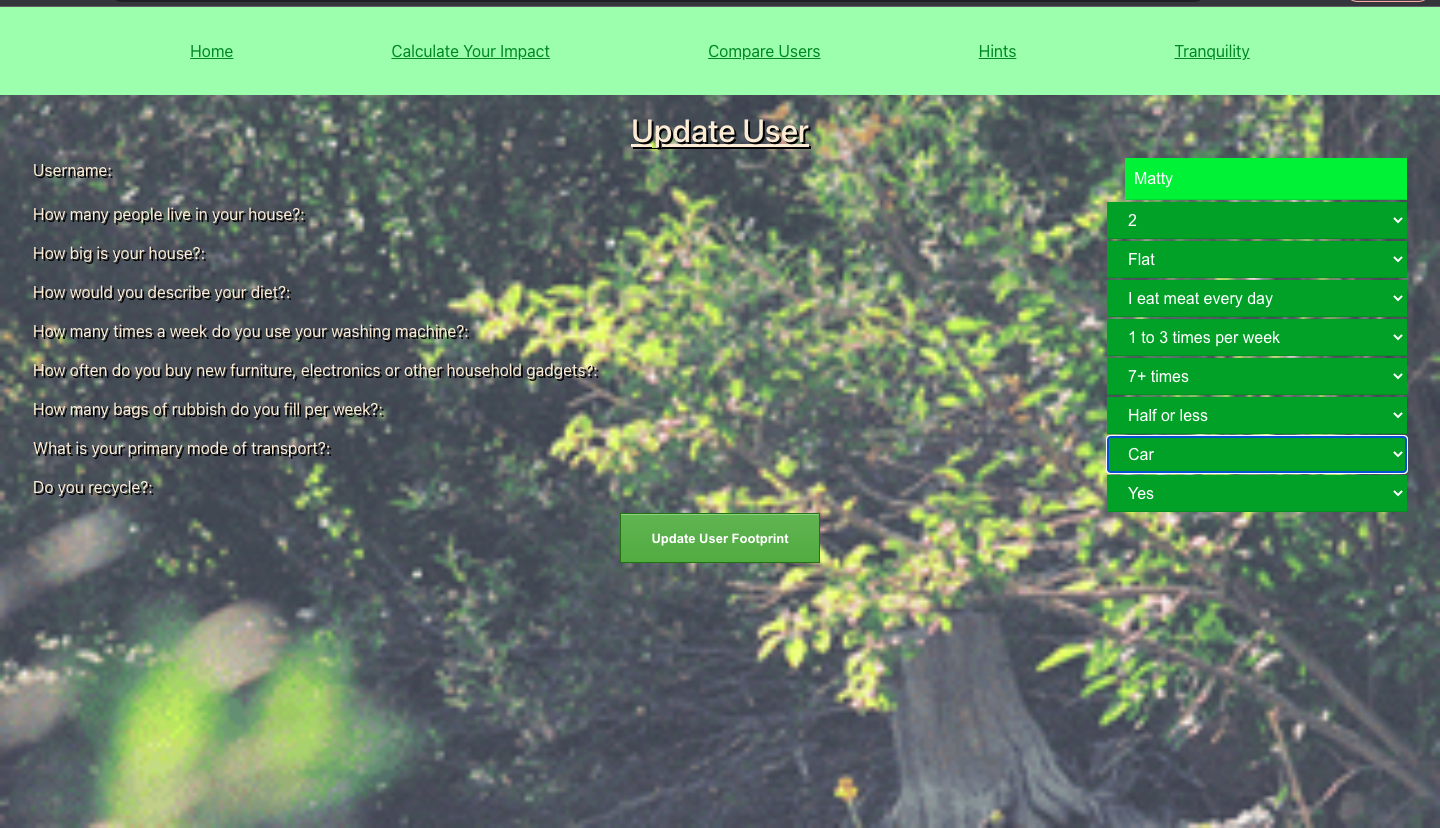 Home Calculate Your Impact Compare Users Hints Tranquility
Update User
Username: Matty
How many people live in your house?: 2
How big is your house?: Flat
How would you describe your diet?: I eat meat every day
How many times a week do you use your washing machine?: 1 to 3 times per week
How often do you buy new furniture, electronics or other household gadgets?: 7+ times
How many bags of rubbish do you fill per week?: Half or less
What is your primary mode of transport?: Car
Do you recycle?: Yes
Update User Footprint